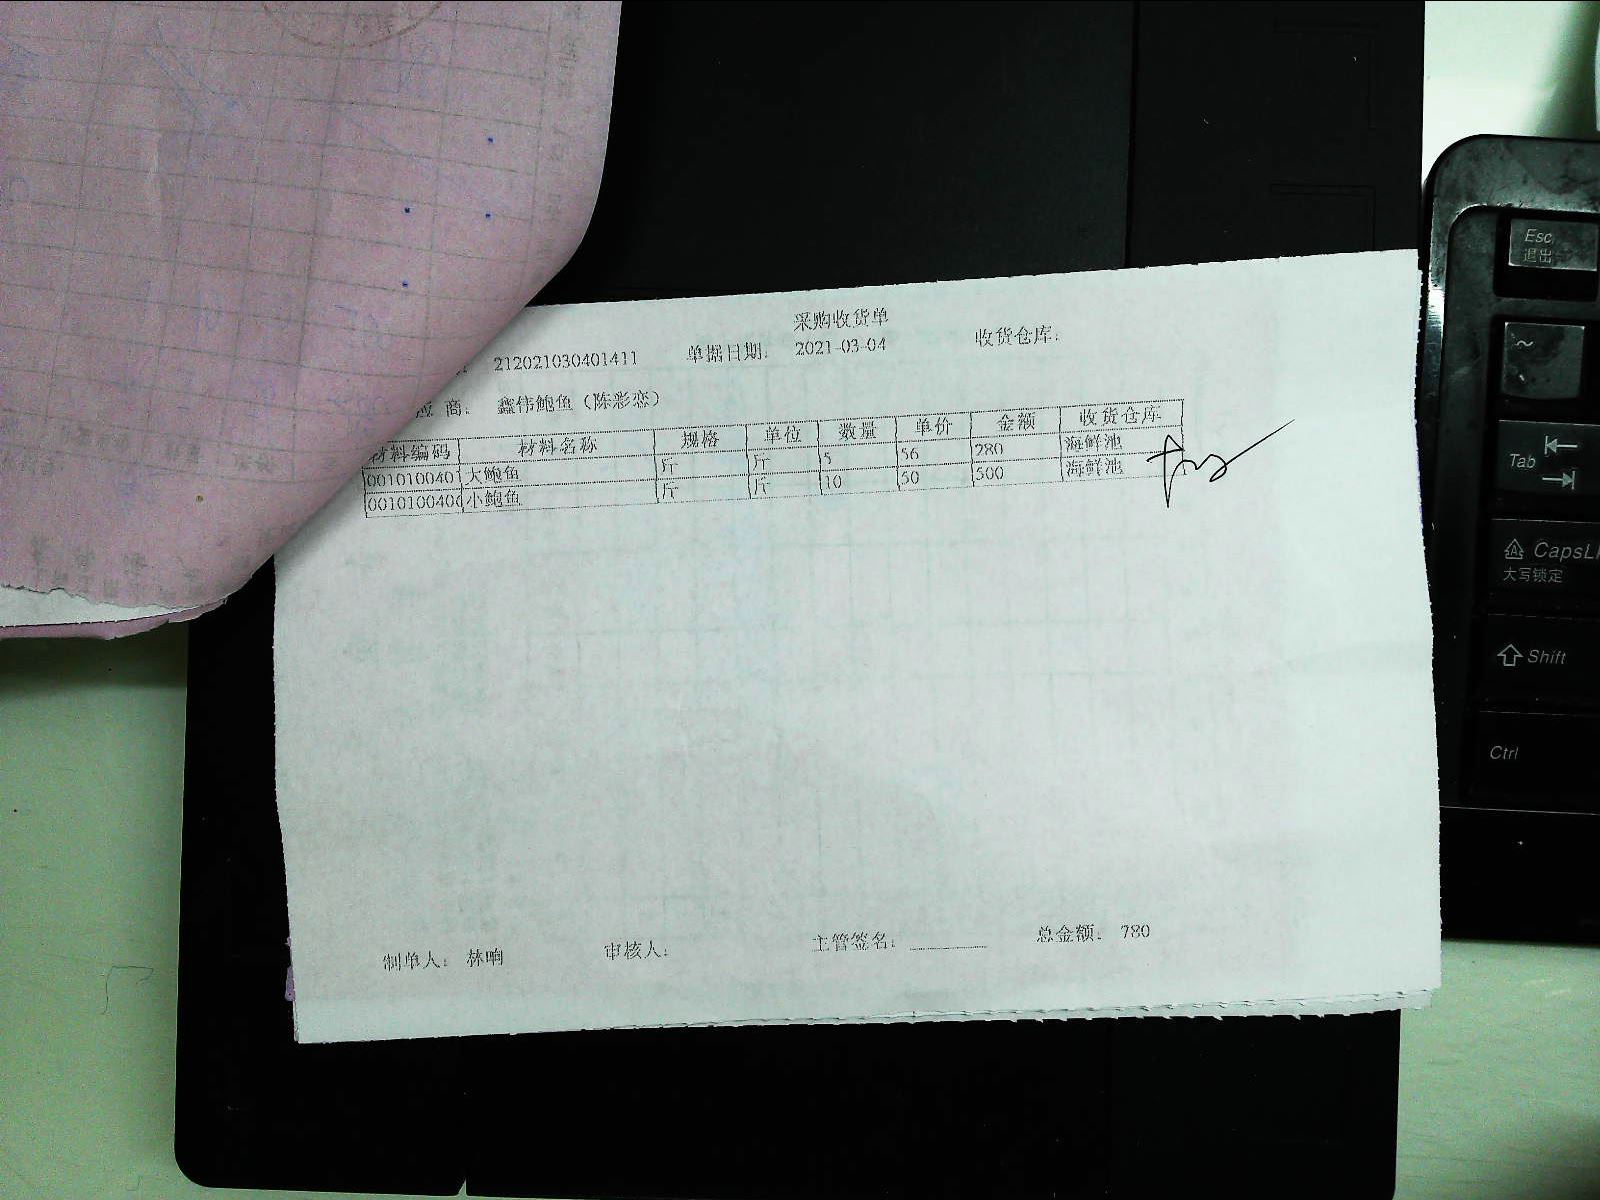 采购收货单
212021030401411 单据日期: 2021-03-04 收货仓库:
应 商: 鑫伟鲍鱼 (陈彩恋)
材料编码 材料名称 规格 单位 数量 单价 金额 收货仓库
001010040 大鲍鱼 斤 斤 5 56 280 海鲜池
001010040 小鲍鱼 斤 斤 10 50 500 海鲜池
制单人: 林响 审核人: 主管签名: 总金额: 780
Esc
退出
~
Tab
CapsL
大写锁定
Shift
Ctrl